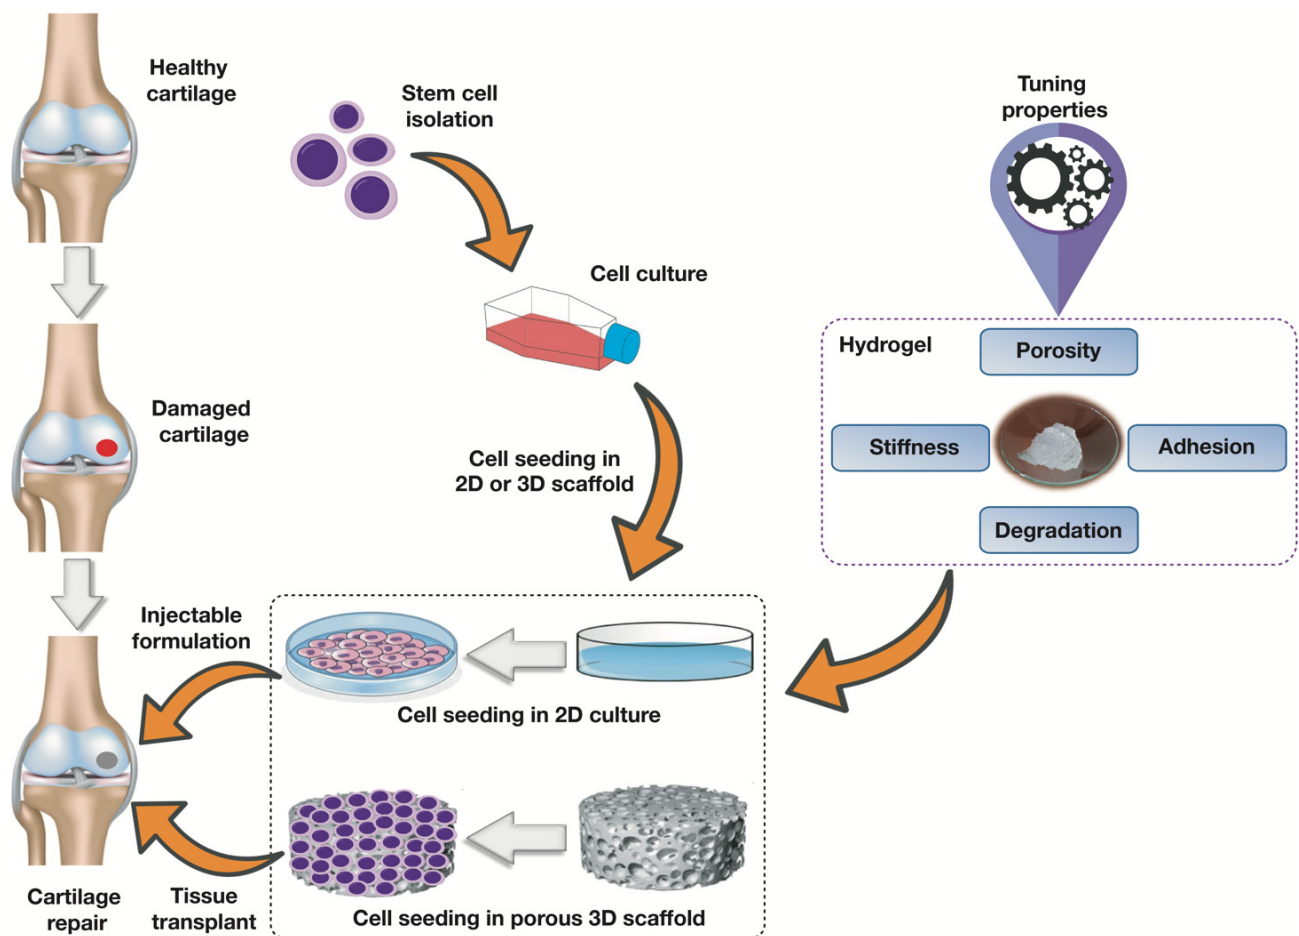 Healthy
cartilage
Stem cell
isolation
Tuning
properties
Cell culture
Hydrogel
Porosity
Stiffness
Adhesion
Degradation
Damaged
cartilage
Cell seeding in
2D or 3D scaffold
Injectable
formulation
Cell seeding in 2D culture
Cell seeding in porous 3D scaffold
Cartilage
repair
Tissue
transplant